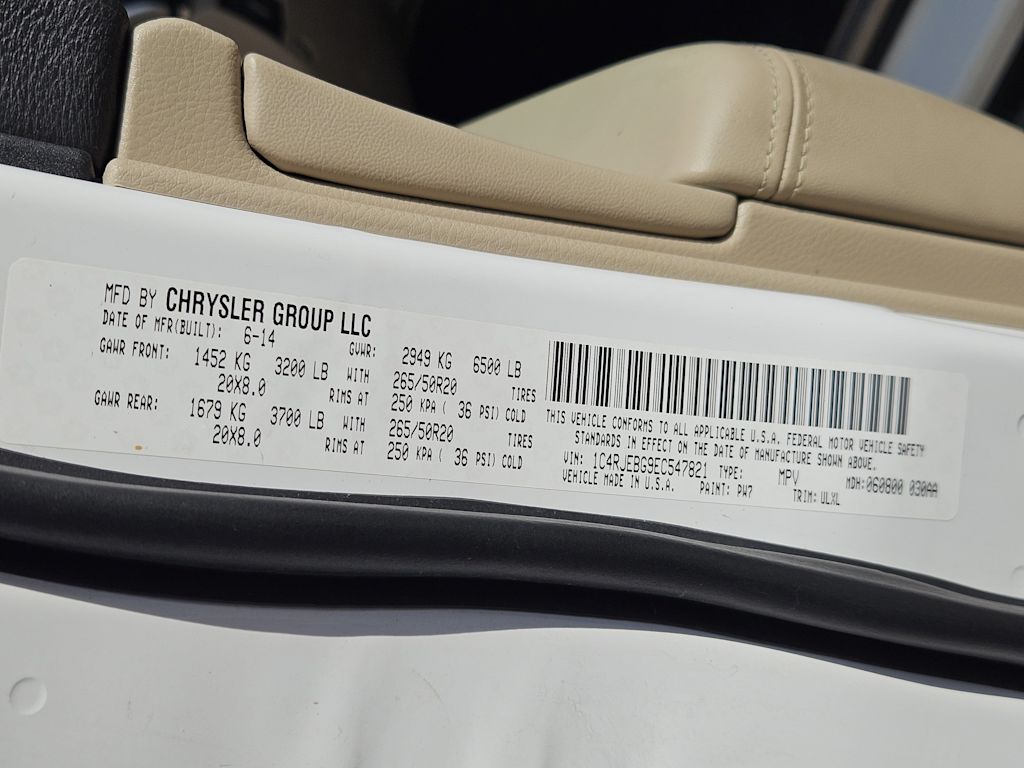 MFD BY CHRYSLER GROUP LLC
DATE OF MFR(BUILT): 6-14 GVWR: 2949 KG 6500 LB
GAWR FRONT: 1452 KG 3200 LB WITH 265/50R20 TIRES
20X8.0 RIMS AT 250 KPA ( 36 PSI) COLD
GAWR REAR: 1679 KG 3700 LB WITH 265/50R20 TIRES
20X8.0 RIMS AT 250 KPA ( 36 PSI) COLD
THIS VEHICLE CONFORMS TO ALL APPLICABLE U.S.A. FEDERAL MOTOR VEHICLE SAFETY
STANDARDS IN EFFECT ON THE DATE OF MANUFACTURE SHOWN ABOVE.
VIN: 1C4RJEBG9EC547821 TYPE: MPV MDH: 060800 030AA
VEHICLE MADE IN U.S.A. PAINT: PW7 TRIM: ULXL